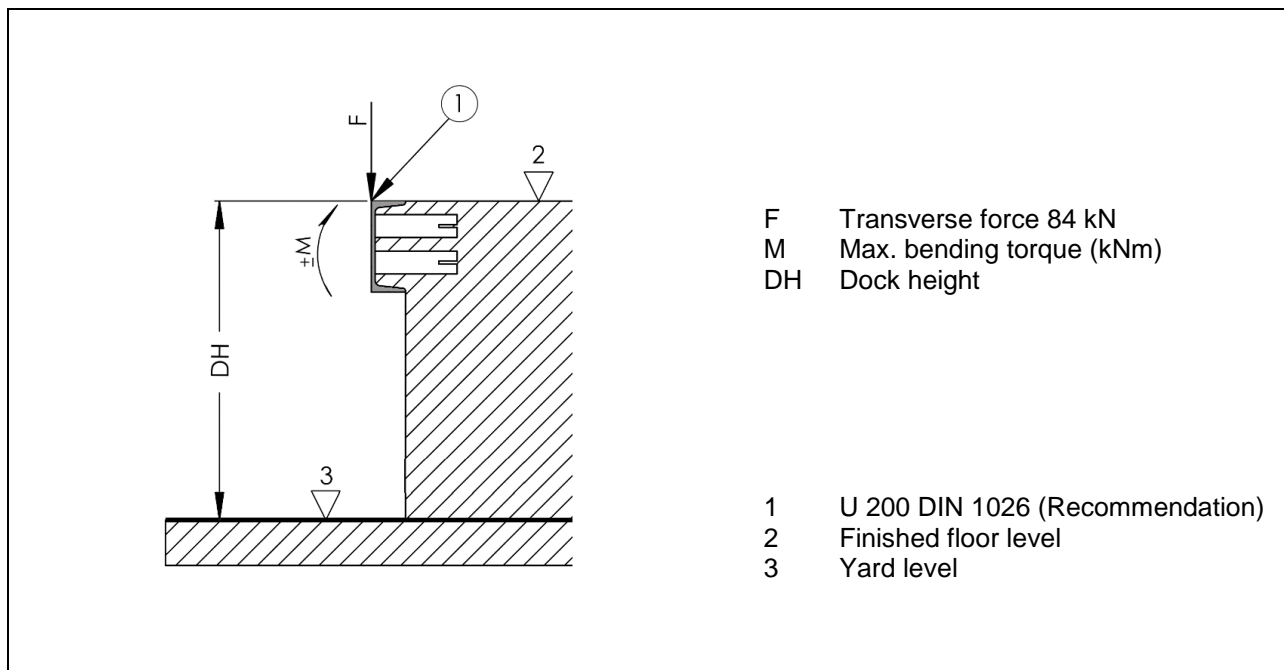 F
1
2
±M
DH
3
F Transverse force 84 kN
M Max. bending torque (kNm)
DH Dock height
1 U 200 DIN 1026 (Recommendation)
2 Finished floor level
3 Yard level